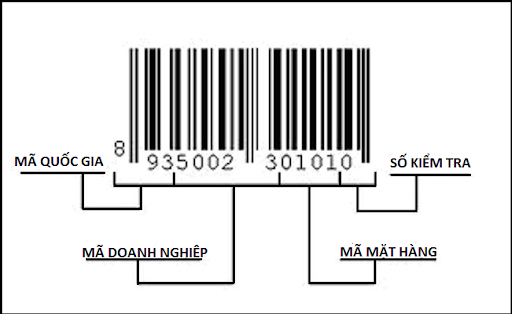 8
935002 301010
MÃ QUỐC GIA
SỐ KIỂM TRA
MÃ DOANH NGHIỆP
MÃ MẶT HÀNG